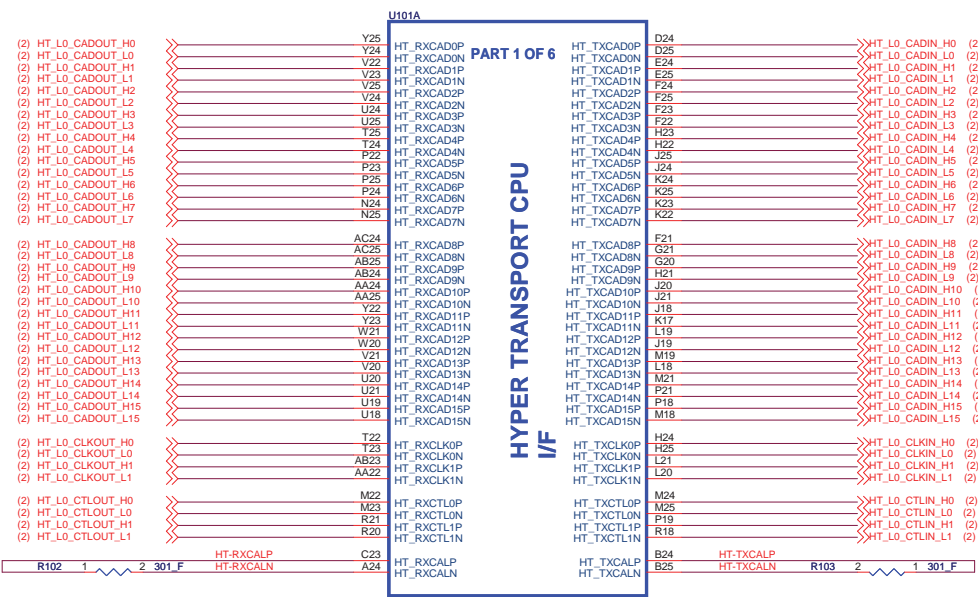 U101A
PART 1 OF 6
HYPER TRANSPORT CPU
I/F
(2) HT_L0_CADOUT_H0 Y25 HT_RXCAD0P HT_TXCAD0P D24 HT_L0_CADIN_H0 (2
(2) HT_L0_CADOUT_L0 Y24 HT_RXCAD0N HT_TXCAD0N D25 HT_L0_CADIN_L0 (2
(2) HT_L0_CADOUT_H1 V22 HT_RXCAD1P HT_TXCAD1P E24 HT_L0_CADIN_H1 (2
(2) HT_L0_CADOUT_L1 V23 HT_RXCAD1N HT_TXCAD1N E25 HT_L0_CADIN_L1 (2
(2) HT_L0_CADOUT_H2 V25 HT_RXCAD2P HT_TXCAD2P F24 HT_L0_CADIN_H2 (2
(2) HT_L0_CADOUT_L2 V24 HT_RXCAD2N HT_TXCAD2N F25 HT_L0_CADIN_L2 (2
(2) HT_L0_CADOUT_H3 U24 HT_RXCAD3P HT_TXCAD3P F23 HT_L0_CADIN_H3 (2
(2) HT_L0_CADOUT_L3 U25 HT_RXCAD3N HT_TXCAD3N F22 HT_L0_CADIN_L3 (2
(2) HT_L0_CADOUT_H4 T25 HT_RXCAD4P HT_TXCAD4P H23 HT_L0_CADIN_H4 (2
(2) HT_L0_CADOUT_L4 T24 HT_RXCAD4N HT_TXCAD4N H22 HT_L0_CADIN_L4 (2
(2) HT_L0_CADOUT_H5 P22 HT_RXCAD5P HT_TXCAD5P J25 HT_L0_CADIN_H5 (2
(2) HT_L0_CADOUT_L5 P23 HT_RXCAD5N HT_TXCAD5N J24 HT_L0_CADIN_L5 (2
(2) HT_L0_CADOUT_H6 P25 HT_RXCAD6P HT_TXCAD6P K24 HT_L0_CADIN_H6 (2
(2) HT_L0_CADOUT_L6 P24 HT_RXCAD6N HT_TXCAD6N K25 HT_L0_CADIN_L6 (2
(2) HT_L0_CADOUT_H7 N24 HT_RXCAD7P HT_TXCAD7P K23 HT_L0_CADIN_H7 (2
(2) HT_L0_CADOUT_L7 N25 HT_RXCAD7N HT_TXCAD7N K22 HT_L0_CADIN_L7 (2
(2) HT_L0_CADOUT_H8 AC24 HT_RXCAD8P HT_TXCAD8P F21 HT_L0_CADIN_H8 (2
(2) HT_L0_CADOUT_L8 AC25 HT_RXCAD8N HT_TXCAD8N G21 HT_L0_CADIN_L8 (2
(2) HT_L0_CADOUT_H9 AB25 HT_RXCAD9P HT_TXCAD9P G20 HT_L0_CADIN_H9 (2
(2) HT_L0_CADOUT_L9 AB24 HT_RXCAD9N HT_TXCAD9N H21 HT_L0_CADIN_L9 (2
(2) HT_L0_CADOUT_H10 AA24 HT_RXCAD10P HT_TXCAD10P J20 HT_L0_CADIN_H10 (
(2) HT_L0_CADOUT_L10 AA25 HT_RXCAD10N HT_TXCAD10N J21 HT_L0_CADIN_L10 (2
(2) HT_L0_CADOUT_H11 Y22 HT_RXCAD11P HT_TXCAD11P J18 HT_L0_CADIN_H11 (
(2) HT_L0_CADOUT_L11 Y23 HT_RXCAD11N HT_TXCAD11N K17 HT_L0_CADIN_L11 (2
(2) HT_L0_CADOUT_H12 W21 HT_RXCAD12P HT_TXCAD12P L19 HT_L0_CADIN_H12 (
(2) HT_L0_CADOUT_L12 W20 HT_RXCAD12N HT_TXCAD12N J19 HT_L0_CADIN_L12 (2
(2) HT_L0_CADOUT_H13 V21 HT_RXCAD13P HT_TXCAD13P M19 HT_L0_CADIN_H13 (
(2) HT_L0_CADOUT_L13 V20 HT_RXCAD13N HT_TXCAD13N L18 HT_L0_CADIN_L13 (2
(2) HT_L0_CADOUT_H14 U20 HT_RXCAD14P HT_TXCAD14P M21 HT_L0_CADIN_H14 (
(2) HT_L0_CADOUT_L14 U21 HT_RXCAD14N HT_TXCAD14N P21 HT_L0_CADIN_L14 (2
(2) HT_L0_CADOUT_H15 U19 HT_RXCAD15P HT_TXCAD15P P18 HT_L0_CADIN_H15 (
(2) HT_L0_CADOUT_L15 U18 HT_RXCAD15N HT_TXCAD15N M18 HT_L0_CADIN_L15 (2
(2) HT_L0_CLKOUT_H0 T22 HT_RXCLK0P HT_TXCLK0P H24 HT_L0_CLKIN_H0 (2)
(2) HT_L0_CLKOUT_L0 T23 HT_RXCLK0N HT_TXCLK0N H25 HT_L0_CLKIN_L0 (2)
(2) HT_L0_CLKOUT_H1 AB23 HT_RXCLK1P HT_TXCLK1P L21 HT_L0_CLKIN_H1 (2)
(2) HT_L0_CLKOUT_L1 AA22 HT_RXCLK1N HT_TXCLK1N L20 HT_L0_CLKIN_L1 (2)
(2) HT_L0_CTLOUT_H0 M22 HT_RXCTL0P HT_TXCTL0P M24 HT_L0_CTLIN_H0 (2)
(2) HT_L0_CTLOUT_L0 M23 HT_RXCTL0N HT_TXCTL0N M25 HT_L0_CTLIN_L0 (2)
(2) HT_L0_CTLOUT_H1 R21 HT_RXCTL1P HT_TXCTL1P P19 HT_L0_CTLIN_H1 (2)
(2) HT_L0_CTLOUT_L1 R20 HT_RXCTL1N HT_TXCTL1N R18 HT_L0_CTLIN_L1 (2)
HT-RXCALP C23 HT_RXCALP HT_TXCALP B24 HT-TXCALP
R102 1 2 301_F HT-RXCALN A24 HT_RXCALN HT_TXCALN B25 HT-TXCALN R103 2 1 301_F